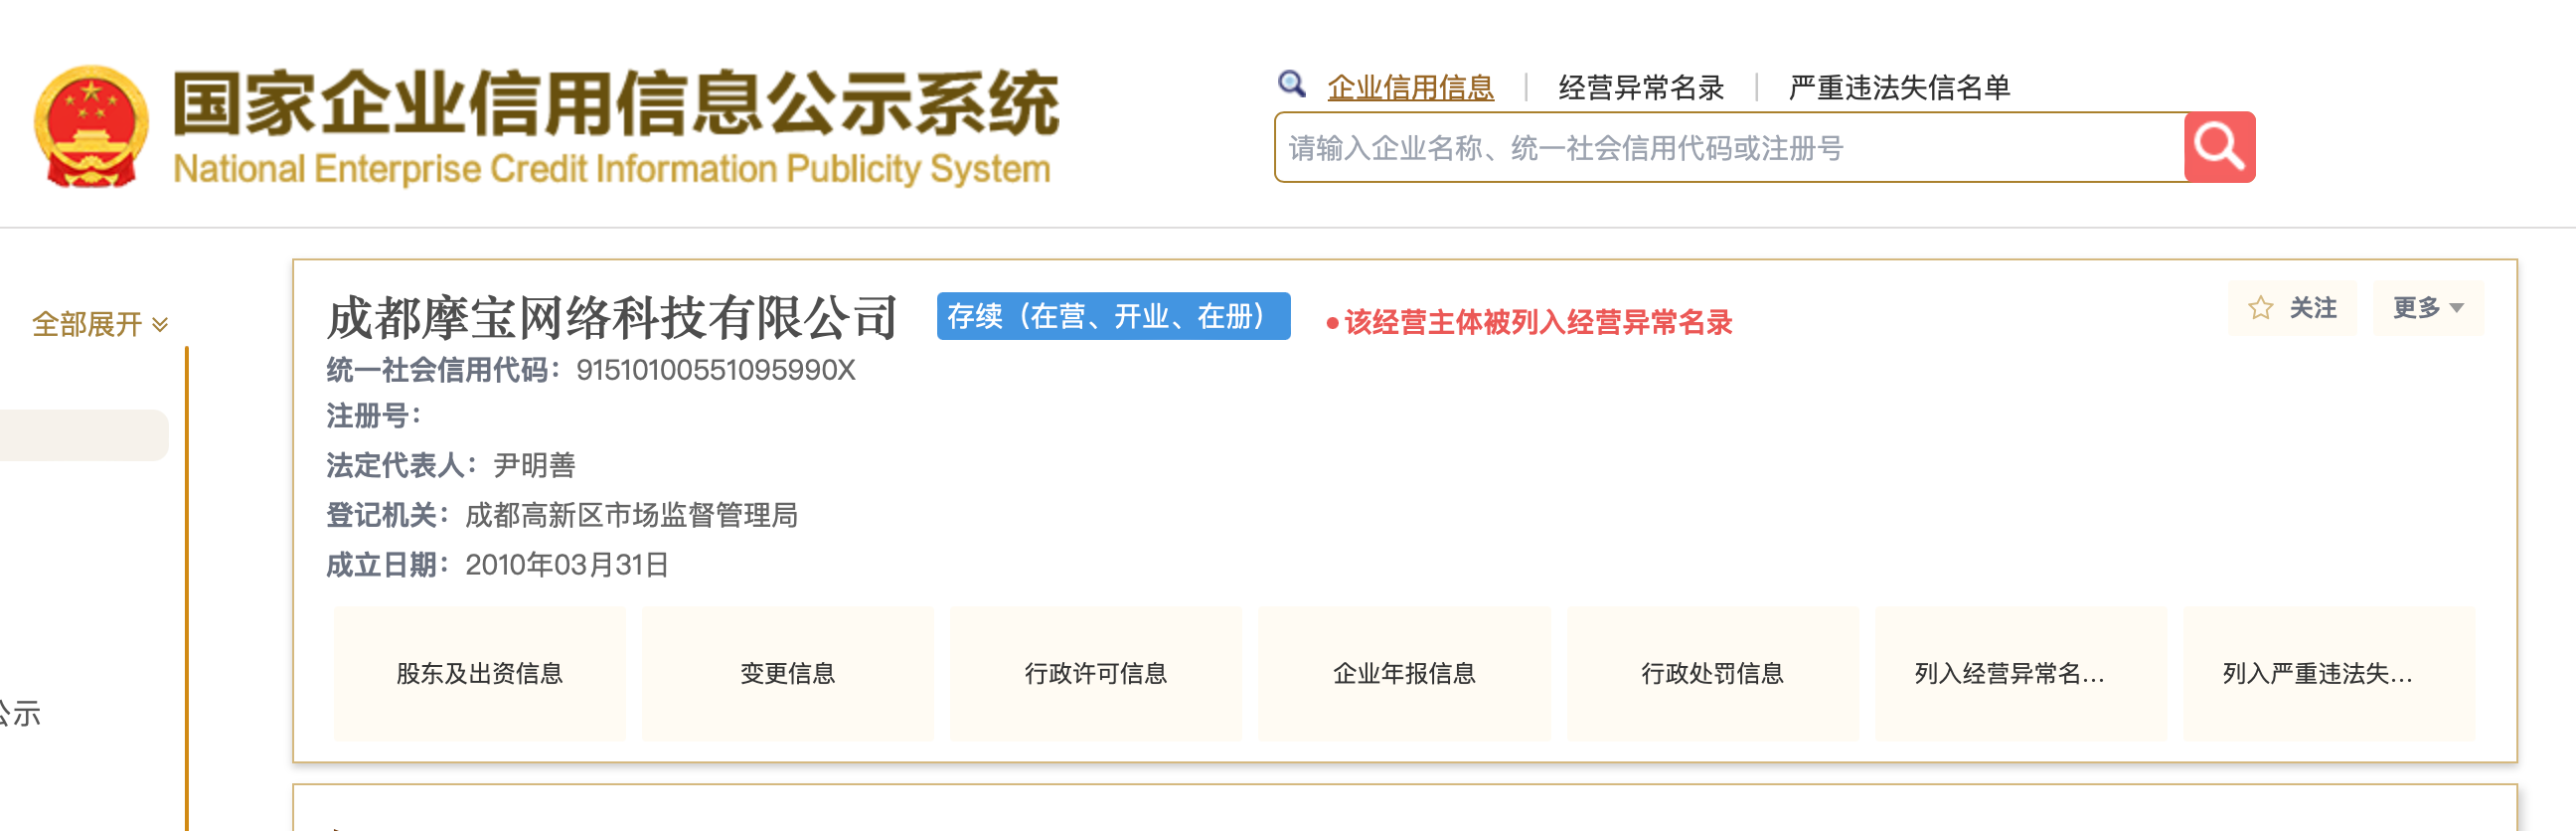 国家企业信用信息公示系统
National Enterprise Credit Information Publicity System
企业信用信息 | 经营异常名录 | 严重违法失信名单
请输入企业名称、统一社会信用代码或注册号
全部展开
成都摩宝网络科技有限公司 存续（在营、开业、在册） 该经营主体被列入经营异常名录 关注 更多
统一社会信用代码：91510100551095990X
注册号：
法定代表人：尹明善
登记机关：成都高新区市场监督管理局
成立日期：2010年03月31日
股东及出资信息 变更信息 行政许可信息 企业年报信息 行政处罚信息 列入经营异常名... 列入严重违法失...
公示